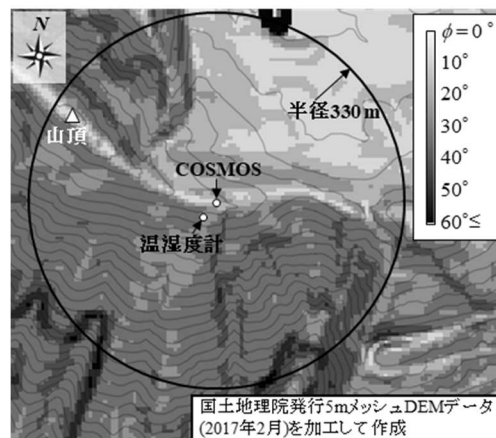 N
φ＝0°
10°
20°
30°
40°
50°
60°≤
半径330 m
山頂
COSMOS
温湿度計
国土地理院発行5mメッシュDEMデータ
(2017年2月)を加工して作成